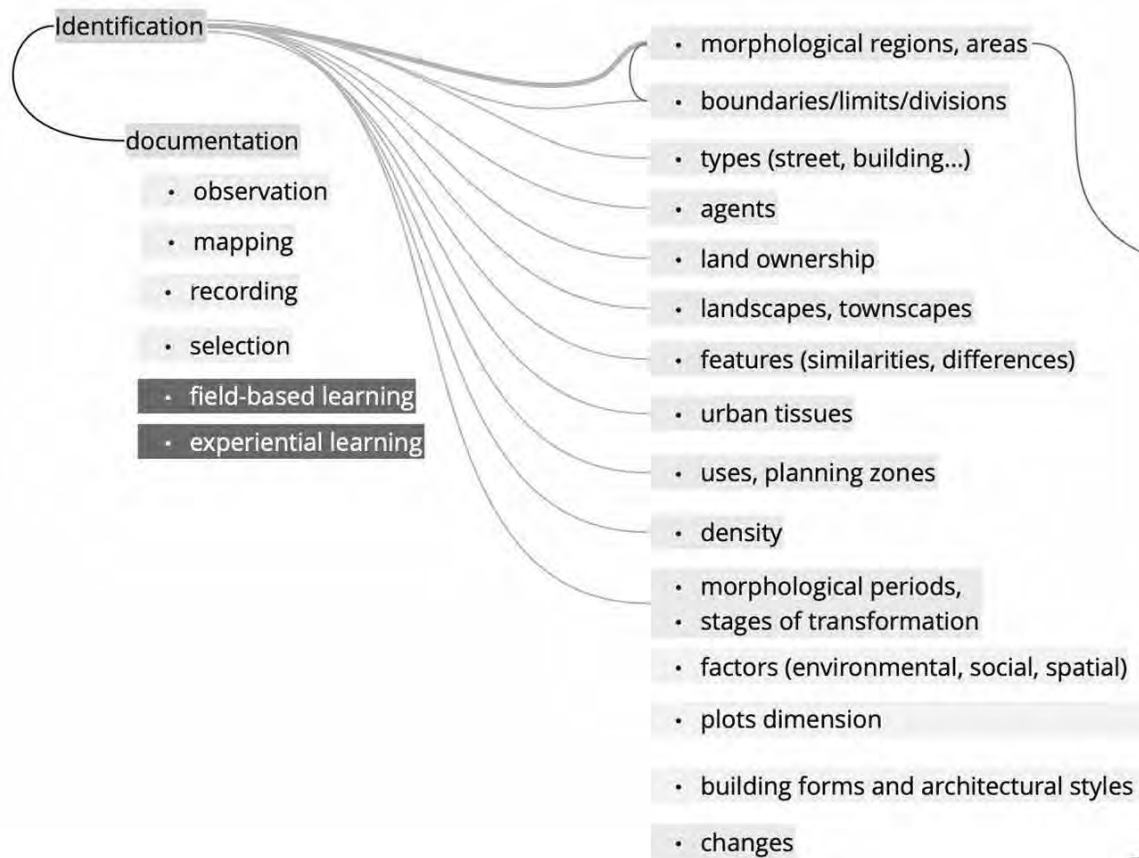 Identification
documentation
• observation
• mapping
• recording
• selection
• field-based learning
• experiential learning
• morphological regions, areas
• boundaries/limits/divisions
• types (street, building...)
• agents
• land ownership
• landscapes, townscapes
• features (similarities, differences)
• urban tissues
• uses, planning zones
• density
• morphological periods,
• stages of transformation
• factors (environmental, social, spatial)
• plots dimension
• building forms and architectural styles
• changes